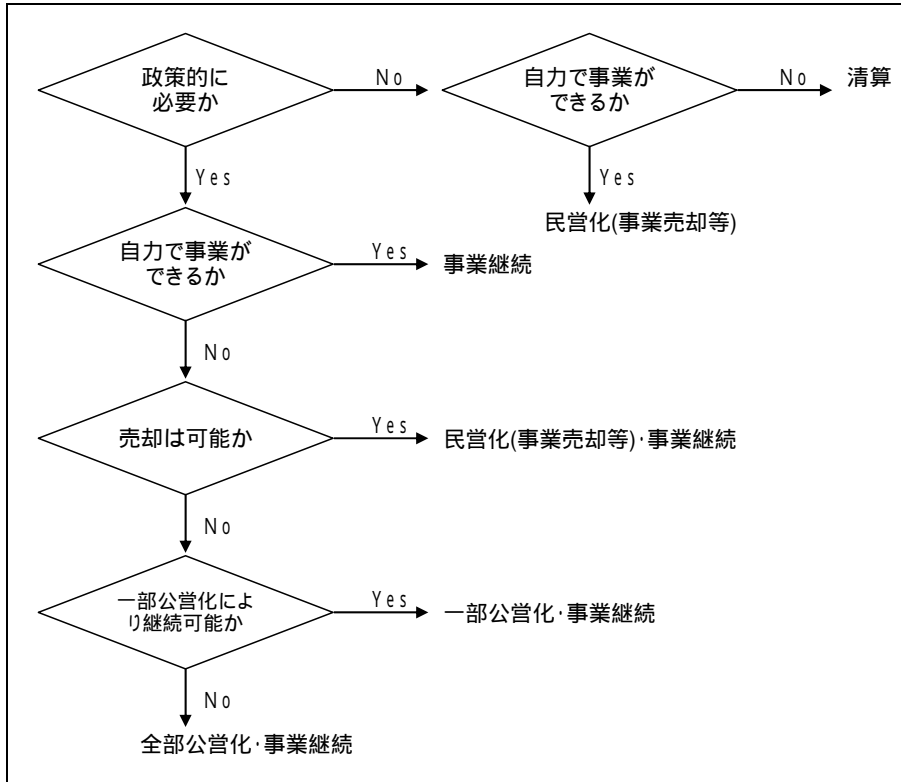 政策的に
必要か
No
自力で事業が
できるか
No
清算
Yes
Yes
民営化(事業売却等)
自力で事業が
できるか
Yes
事業継続
No
売却は可能か
Yes
民営化(事業売却等)・事業継続
No
一部公営化によ
り継続可能か
Yes
一部公営化・事業継続
No
全部公営化・事業継続